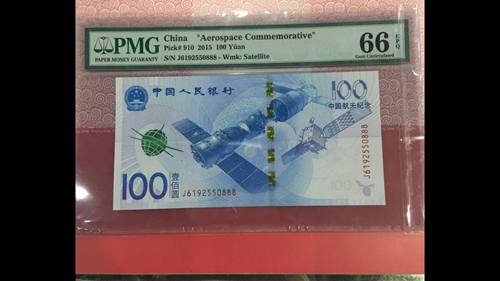 PMG
PAPER MONEY GUARANTY
China "Aerospace Commemorative"
Pick# 910 2015 100 Yüan
S/N J6192550888 - Wmk: Satellite
66 EPQ
Gem Uncirculated
中国人民银行
100
中国航天纪念
100 壹佰圆
J6192550888
J6192550888